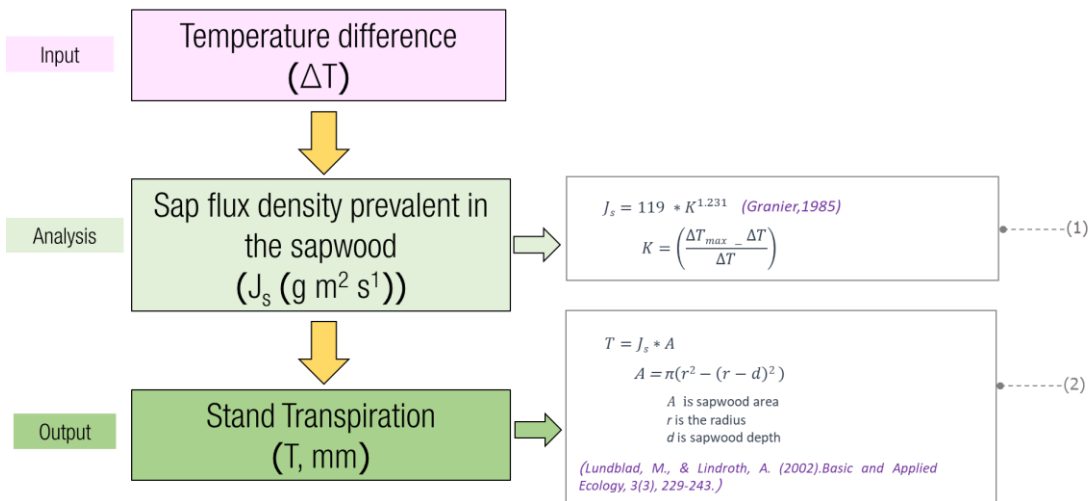 Input
Temperature difference
(ΔT)
Analysis
Sap flux density prevalent in
the sapwood
(Jₛ (g m² s¹))
Jₛ = 119 * K^1.231 (Granier,1985)
K = ((ΔTₘₐₓ _ ΔT)/ΔT)
(1)
Output
Stand Transpiration
(T, mm)
T = Jₛ * A
A = π(r² − (r − d)² )
A is sapwood area
r is the radius
d is sapwood depth
(Lundblad, M., & Lindroth, A. (2002).Basic and Applied
Ecology, 3(3), 229-243.)
(2)